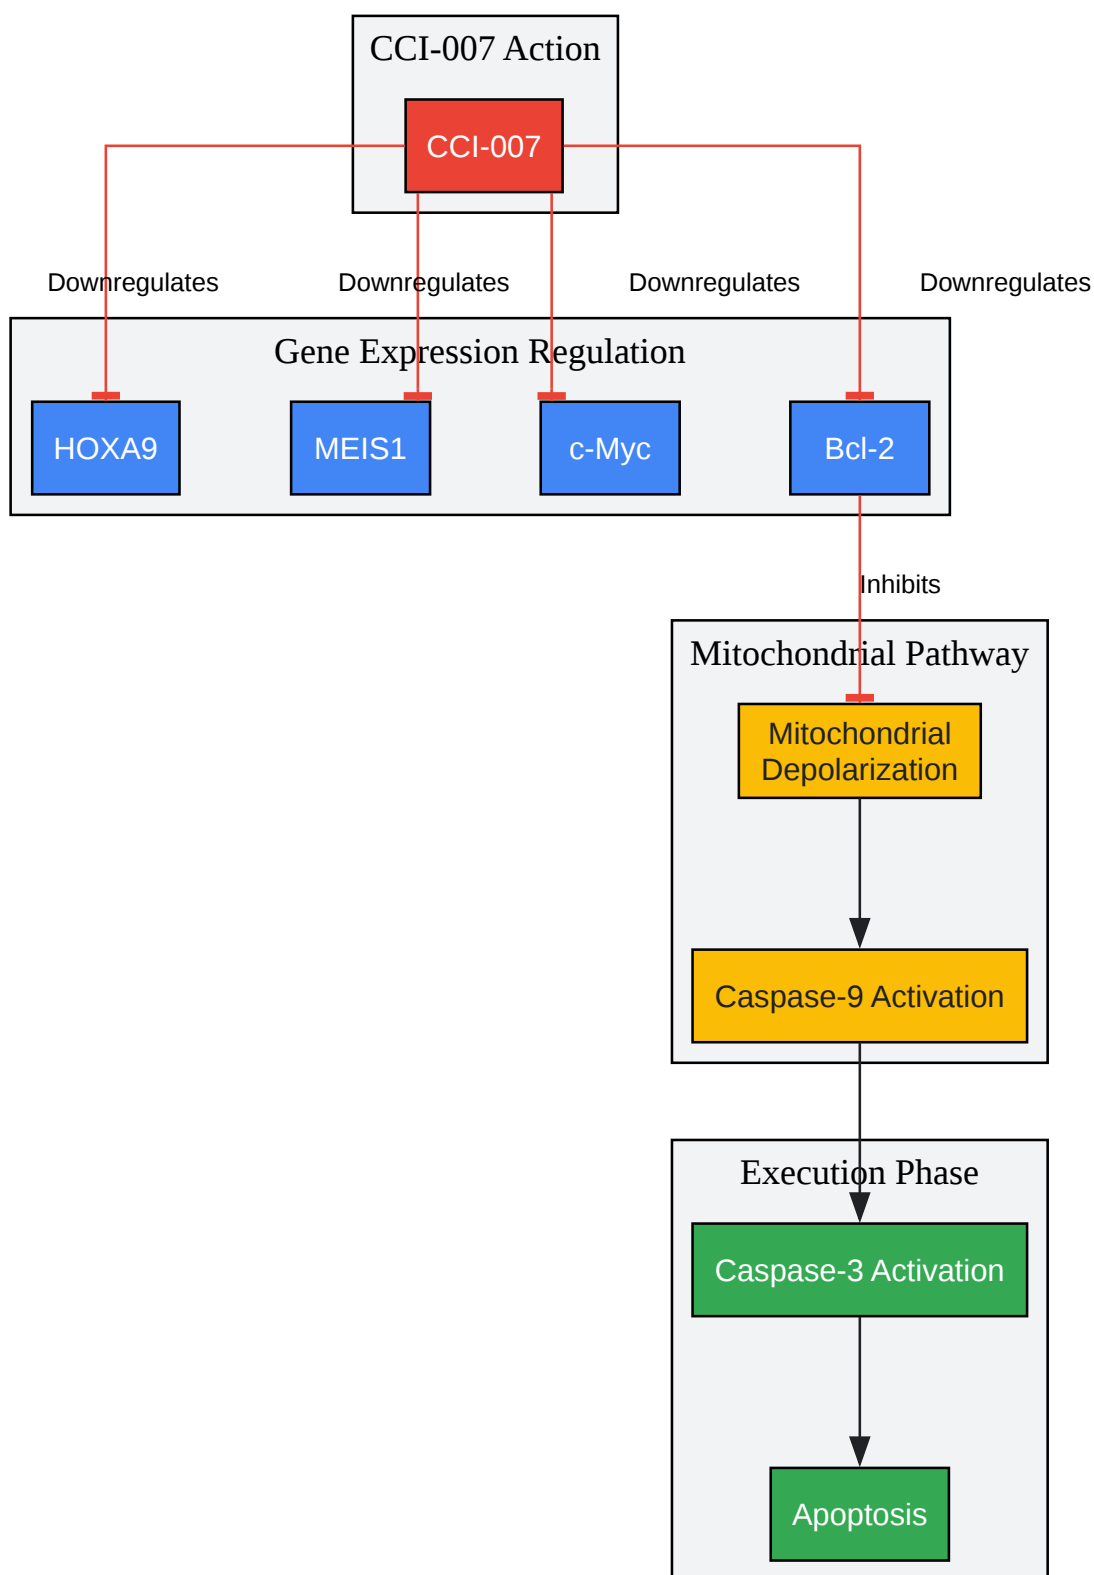 CCI-007 Action
CCI-007
Downregulates
Downregulates
Downregulates
Downregulates
Gene Expression Regulation
HOXA9
MEIS1
c-Myc
Bcl-2
Inhibits
Mitochondrial Pathway
Mitochondrial
Depolarization
Caspase-9 Activation
Execution Phase
Caspase-3 Activation
Apoptosis